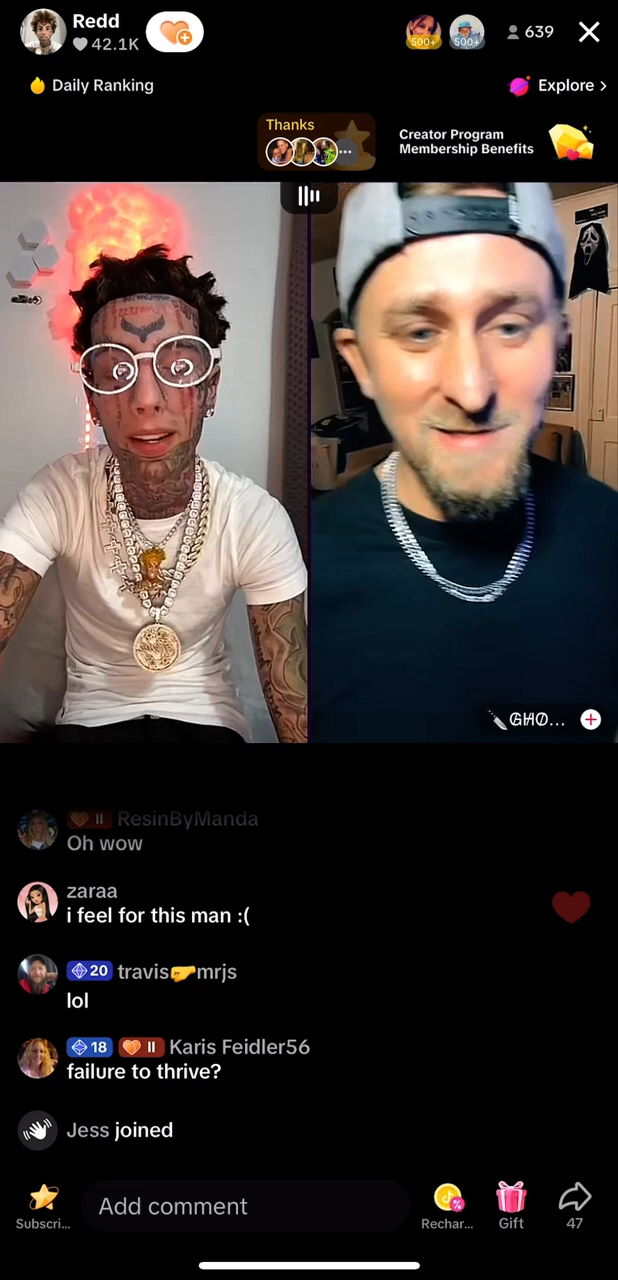 Redd
42.1K
500+
500+
639
Daily Ranking
Explore >
Thanks
Creator Program
Membership Benefits
GHO...
ResinByManda
Oh wow
zaraa
i feel for this man :(
20 travis🤛mrjs
lol
18 II Karis Feidler56
failure to thrive?
Jess joined
Subscri...
Add comment
Rechar...
Gift
47